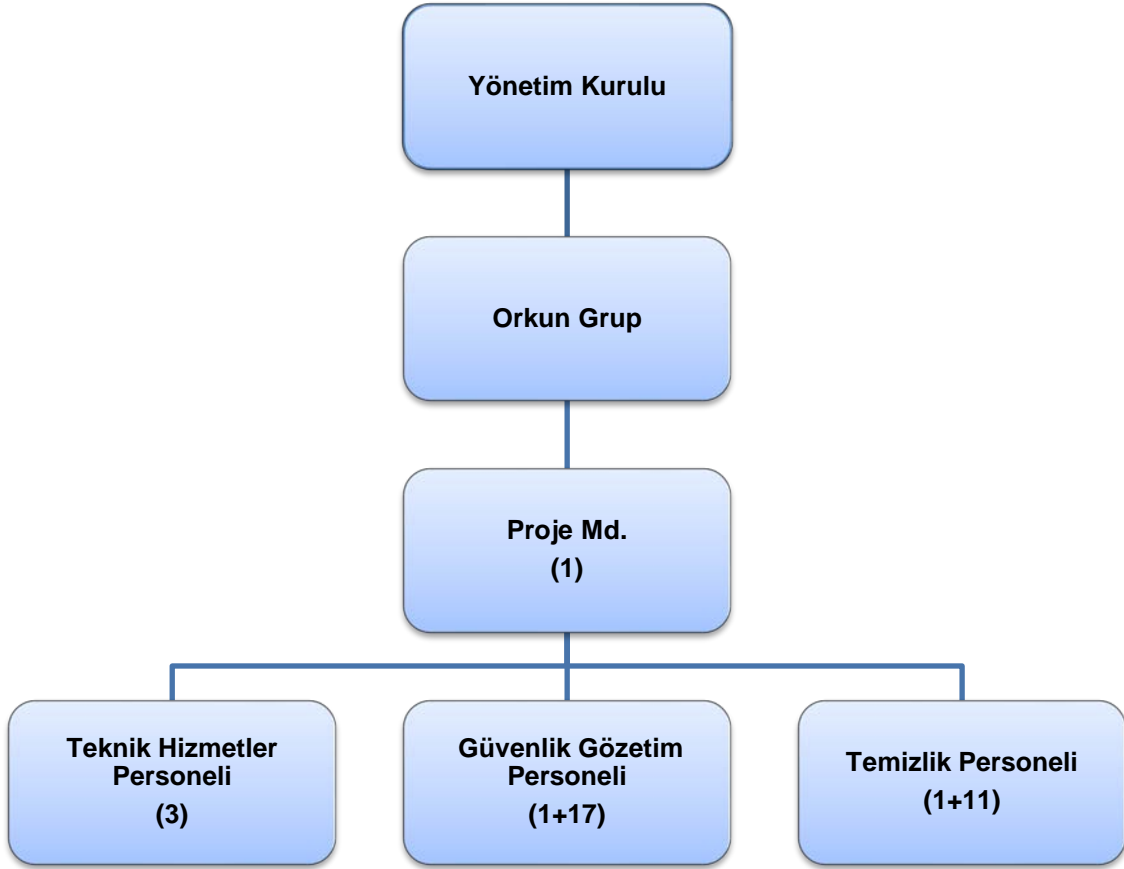 Yönetim Kurulu
Orkun Grup
Proje Md.
(1)
Teknik Hizmetler
Personeli
(3)
Güvenlik Gözetim
Personeli
(1+17)
Temizlik Personeli
(1+11)